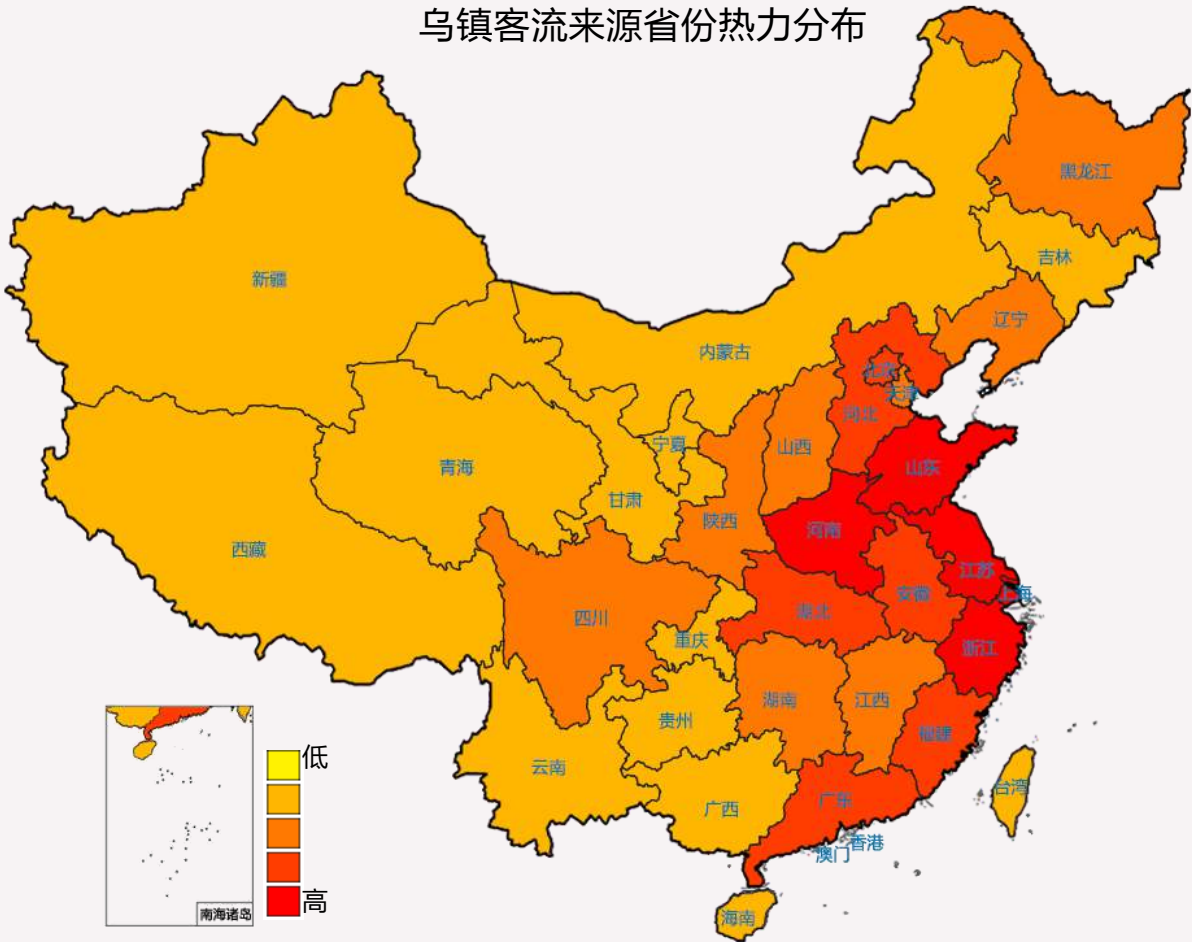 乌镇客流来源省份热力分布
黑龙江
吉林
辽宁
新疆
内蒙古
北京
天津
河北
宁夏
山西
山东
青海
甘肃
陕西
河南
西藏
江苏
上海
安徽
四川
湖北
重庆
浙江
湖南
江西
贵州
福建
云南
广西
广东
台湾
香港
澳门
海南
低
高
南海诸岛